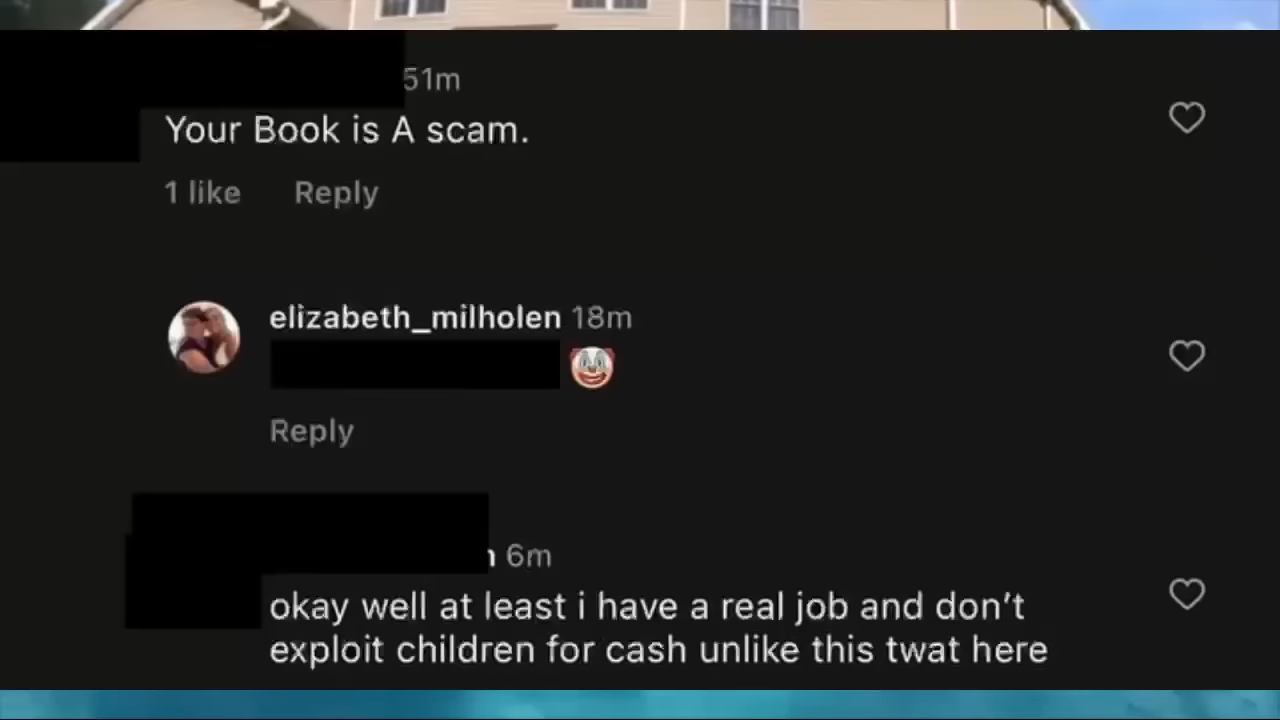 51m
Your Book is A scam.
1 like Reply
elizabeth_milholen 18m
🤡
Reply
6m
okay well at least i have a real job and don't
exploit children for cash unlike this twat here